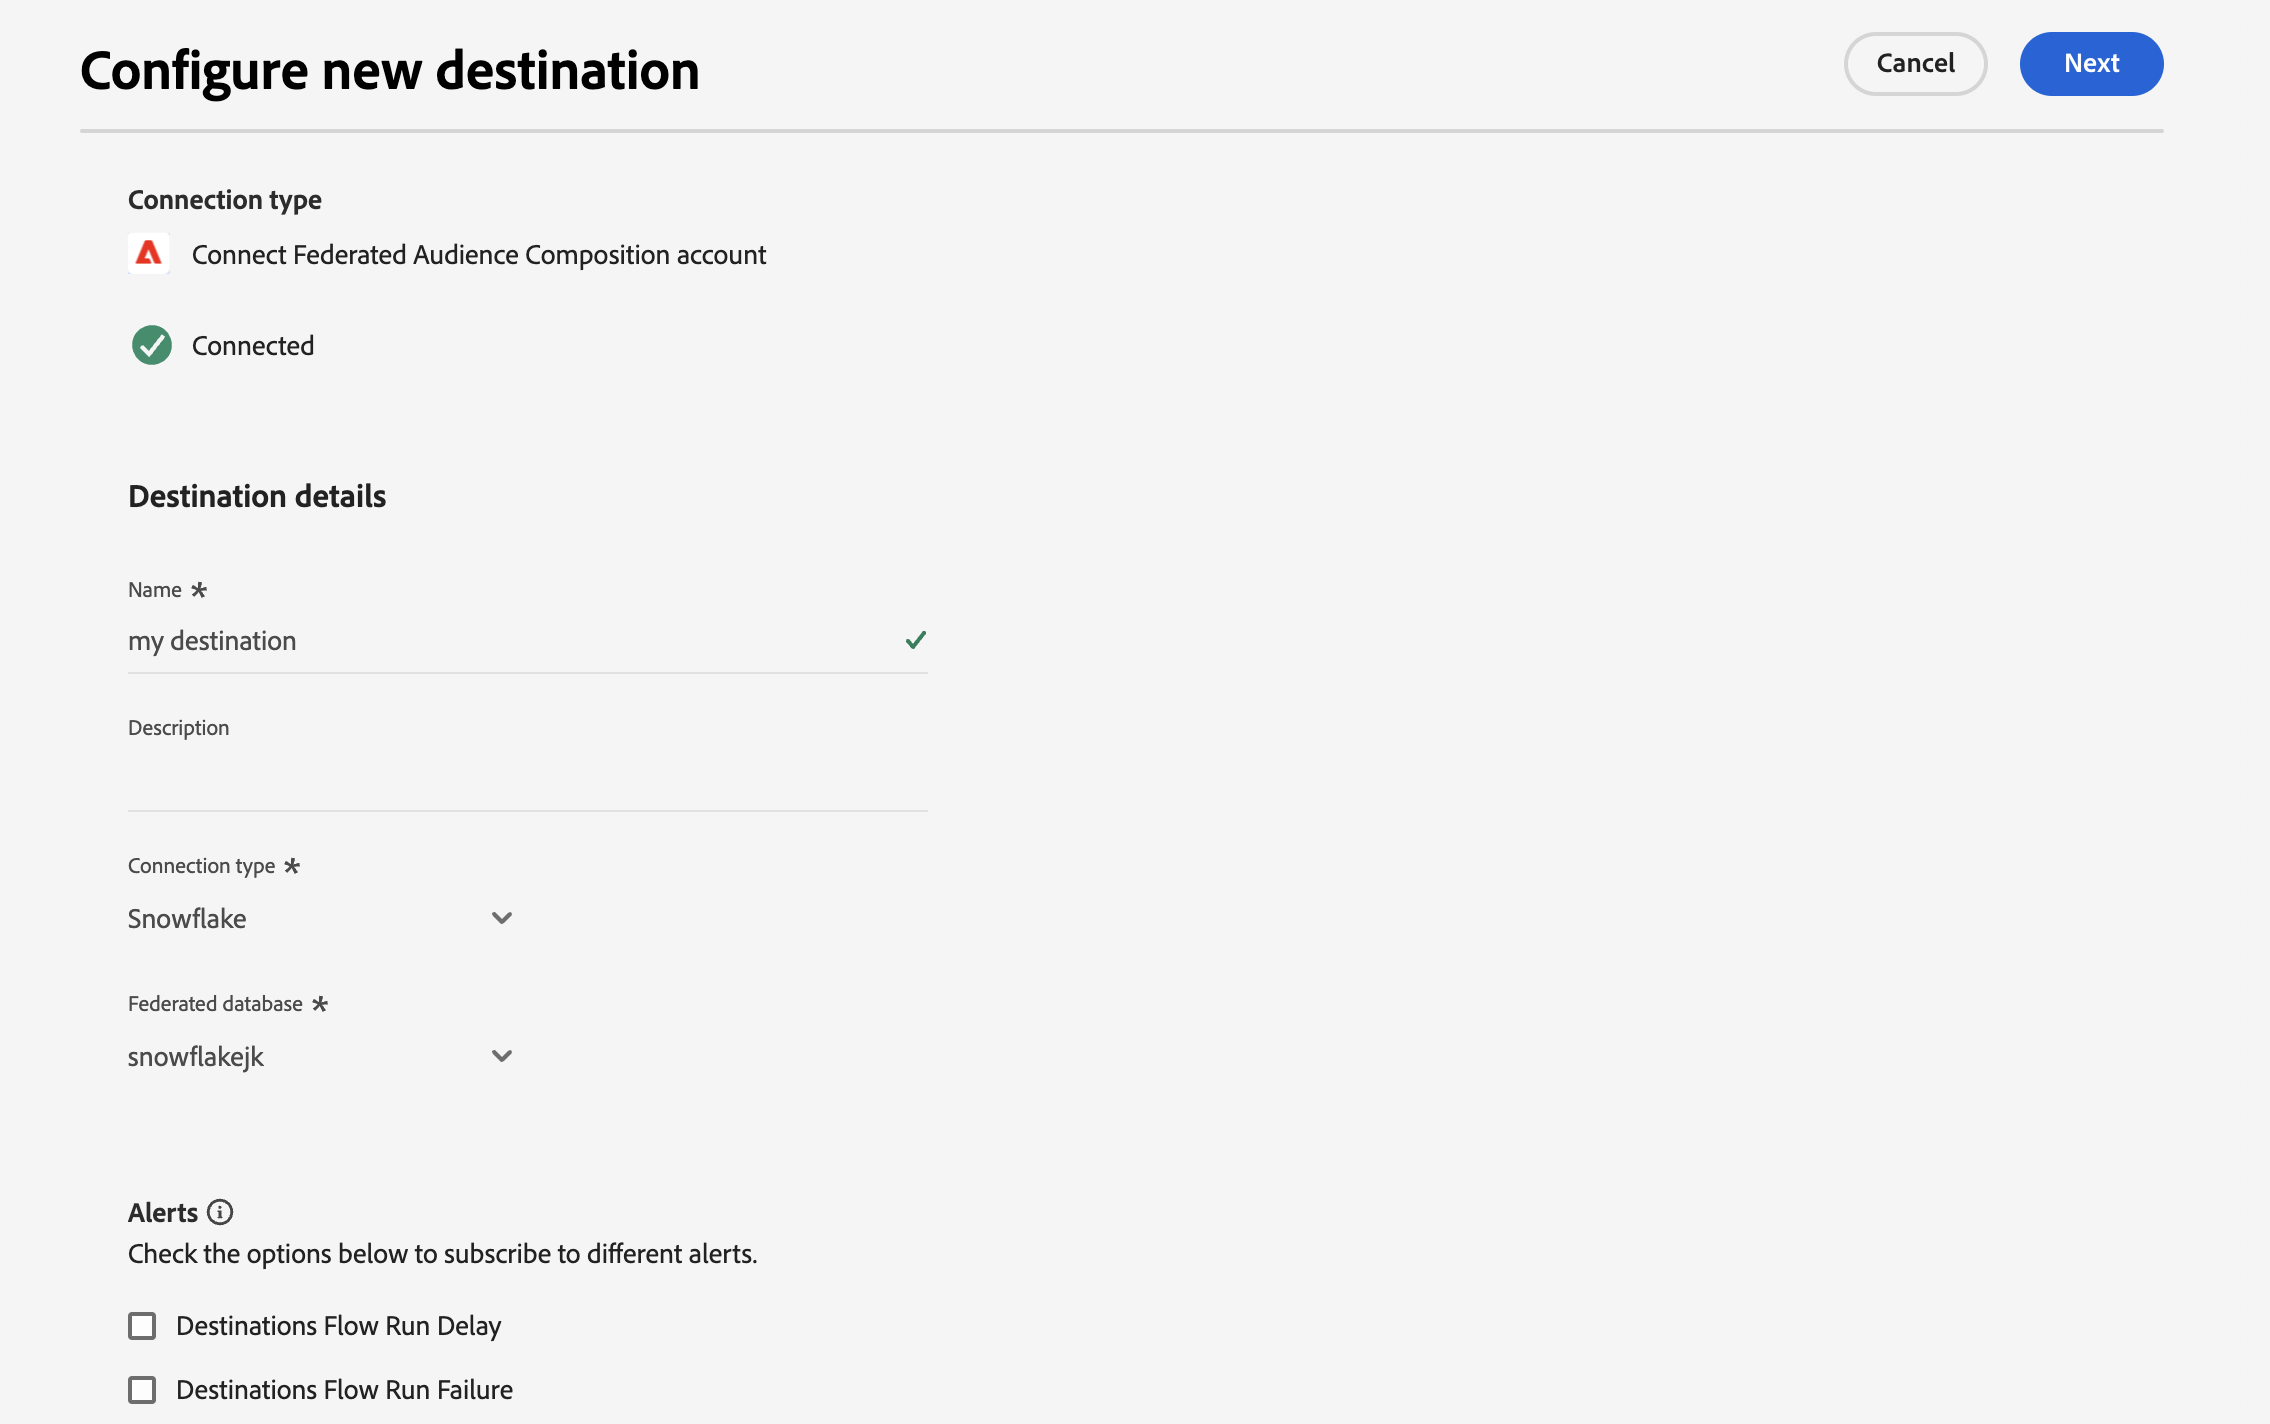 Configure new destination
Cancel
Next
Connection type
Connect Federated Audience Composition account
Connected
Destination details
Name *
my destination
Description
Connection type *
Snowflake
Federated database *
snowflakejk
Alerts
Check the options below to subscribe to different alerts.
Destinations Flow Run Delay
Destinations Flow Run Failure